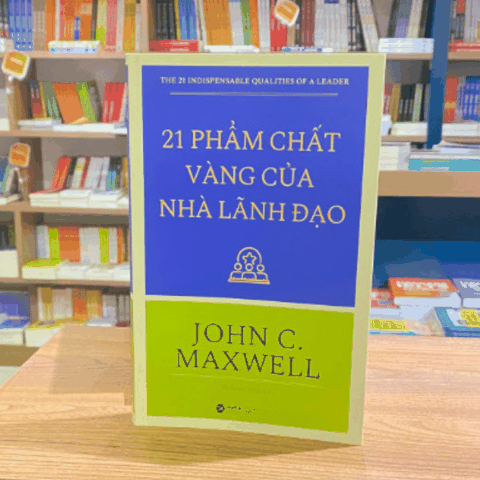 THE 21 INDISPENSABLE QUALITIES OF A LEADER
21 PHẨM CHẤT
VÀNG CỦA
NHÀ LÃNH ĐẠO
JOHN C.
MAXWELL